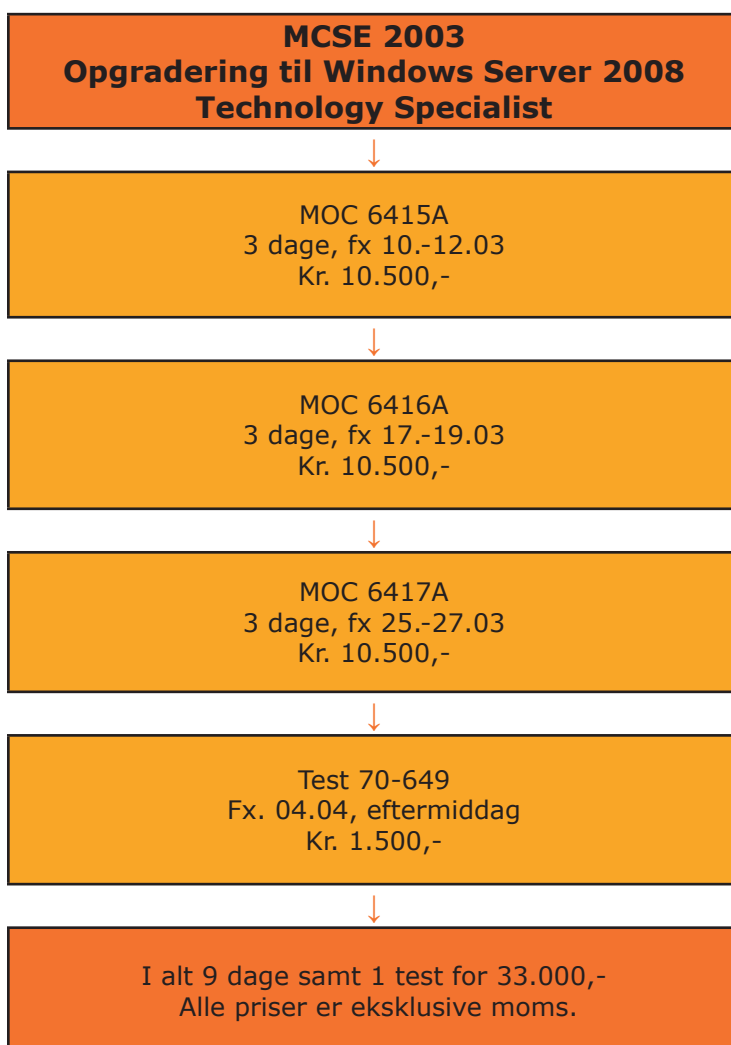 MCSE 2003
Opgradering til Windows Server 2008
Technology Specialist
MOC 6415A
3 dage, fx 10.-12.03
Kr. 10.500,-
MOC 6416A
3 dage, fx 17.-19.03
Kr. 10.500,-
MOC 6417A
3 dage, fx 25.-27.03
Kr. 10.500,-
Test 70-649
Fx. 04.04, eftermiddag
Kr. 1.500,-
I alt 9 dage samt 1 test for 33.000,-
Alle priser er eksklusive moms.